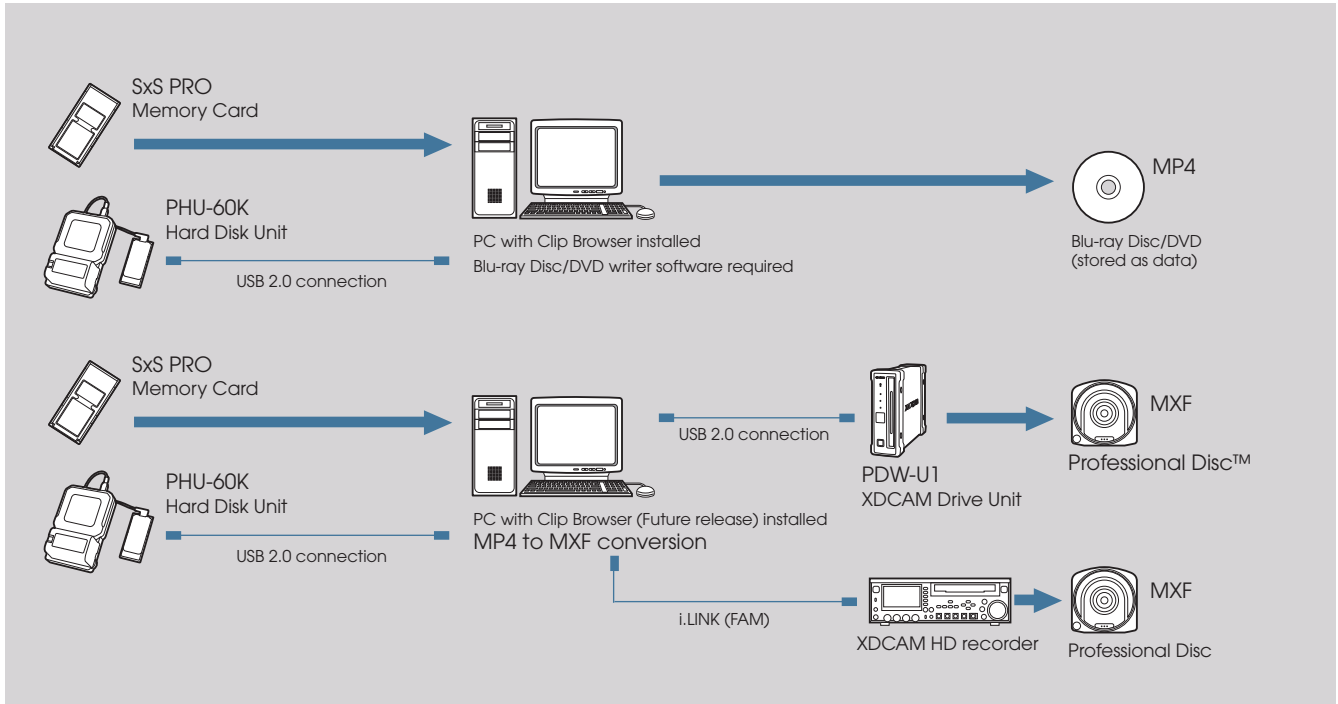 SxS PRO
Memory Card
MP4
PHU-60K
Hard Disk Unit
USB 2.0 connection
PC with Clip Browser installed
Blu-ray Disc/DVD writer software required
Blu-ray Disc/DVD
(stored as data)
SxS PRO
Memory Card
PHU-60K
Hard Disk Unit
USB 2.0 connection
PC with Clip Browser (Future release) installed
MP4 to MXF conversion
USB 2.0 connection
PDW-U1
XDCAM Drive Unit
MXF
Professional Disc™
i.LINK (FAM)
XDCAM HD recorder
MXF
Professional Disc